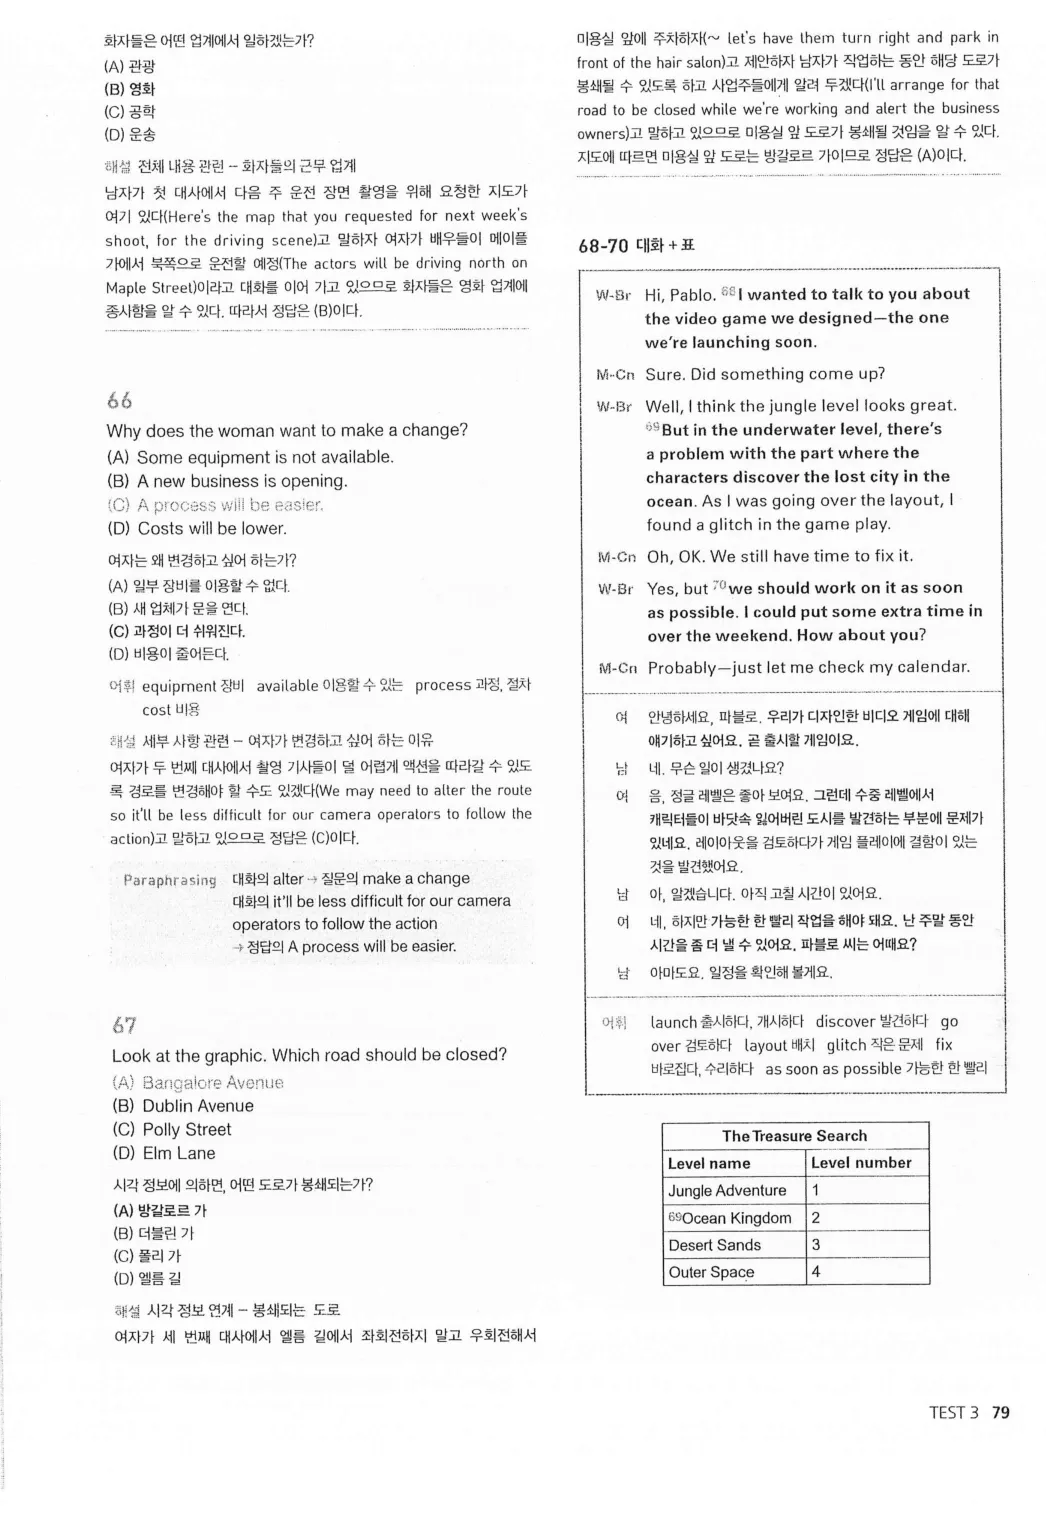 화자들은 어떤 업계에서 일하겠는가?
(A) 관광
(B) 영화
(C) 공학
(D) 운송
해설 전체 내용 관련 – 화자들의 근무 업계
남자가 첫 대사에서 다음 주 운전 장면 촬영을 위해 요청한 지도가
여기 있다(Here's the map that you requested for next week's
shoot, for the driving scene)고 말하자 여자가 배우들이 메이플
가에서 북쪽으로 운전할 예정(The actors will be driving north on
Maple Street)이라고 대화를 이어 가고 있으므로 화자들은 영화 업계에
종사함을 알 수 있다. 따라서 정답은 (B)이다.
66
Why does the woman want to make a change?
(A) Some equipment is not available.
(B) A new business is opening.
(C) A process will be easier.
(D) Costs will be lower.
여자는 왜 변경하고 싶어 하는가?
(A) 일부 장비를 이용할 수 없다.
(B) 새 업체가 문을 연다.
(C) 과정이 더 쉬워진다.
(D) 비용이 줄어든다.
어휘 equipment 장비 available 이용할 수 있는 process 과정, 절차
cost 비용
해설 세부 사항 관련 – 여자가 변경하고 싶어 하는 이유
여자가 두 번째 대사에서 촬영 기사들이 덜 어렵게 액션을 따라갈 수 있도
록 경로를 변경해야 할 수도 있겠다(We may need to alter the route
so it'll be less difficult for our camera operators to follow the
action)고 말하고 있으므로 정답은 (C)이다.
Paraphrasing 대화의 alter → 질문의 make a change
대화의 it'll be less difficult for our camera
operators to follow the action
→ 정답의 A process will be easier.
67
Look at the graphic. Which road should be closed?
(A) Bangalore Avenue
(B) Dublin Avenue
(C) Polly Street
(D) Elm Lane
시각 정보에 의하면, 어떤 도로가 봉쇄되는가?
(A) 방갈로르 가
(B) 더블린 가
(C) 폴리 가
(D) 엘름 길
해설 시각 정보 연계 – 봉쇄되는 도로
여자가 세 번째 대사에서 엘름 길에서 좌회전하지 말고 우회전해서
미용실 앞에 주차하자(~ let's have them turn right and park in
front of the hair salon)고 제안하자 남자가 작업하는 동안 해당 도로가
봉쇄될 수 있도록 하고 사업주들에게 알려 두겠다(I'll arrange for that
road to be closed while we're working and alert the business
owners)고 말하고 있으므로 미용실 앞 도로가 봉쇄될 것임을 알 수 있다.
지도에 따르면 미용실 앞 도로는 방갈로르 가이므로 정답은 (A)이다.
68-70 대화 + 표
W-Br Hi, Pablo. 68I wanted to talk to you about
the video game we designed—the one
we're launching soon.
M-Cn Sure. Did something come up?
W-Br Well, I think the jungle level looks great.
69But in the underwater level, there's
a problem with the part where the
characters discover the lost city in the
ocean. As I was going over the layout, I
found a glitch in the game play.
M-Cn Oh, OK. We still have time to fix it.
W-Br Yes, but 70we should work on it as soon
as possible. I could put some extra time in
over the weekend. How about you?
M-Cn Probably—just let me check my calendar.
여 안녕하세요, 파블로. 우리가 디자인한 비디오 게임에 대해
얘기하고 싶어요. 곧 출시할 게임이요.
남 네. 무슨 일이 생겼나요?
여 음, 정글 레벨은 좋아 보여요. 그런데 수중 레벨에서
캐릭터들이 바닷속 잃어버린 도시를 발견하는 부분에 문제가
있네요. 레이아웃을 검토하다가 게임 플레이에 결함이 있는
것을 발견했어요.
남 아, 알겠습니다. 아직 고칠 시간이 있어요.
여 네, 하지만 가능한 한 빨리 작업을 해야 돼요. 난 주말 동안
시간을 좀 더 낼 수 있어요. 파블로 씨는 어때요?
남 아마도요. 일정을 확인해 볼게요.
어휘 launch 출시하다, 개시하다 discover 발견하다 go
over 검토하다 layout 배치 glitch 작은 문제 fix
바로잡다, 수리하다 as soon as possible 가능한 한 빨리
The Treasure Search
Level name Level number
Jungle Adventure 1
69Ocean Kingdom 2
Desert Sands 3
Outer Space 4
TEST 3 79